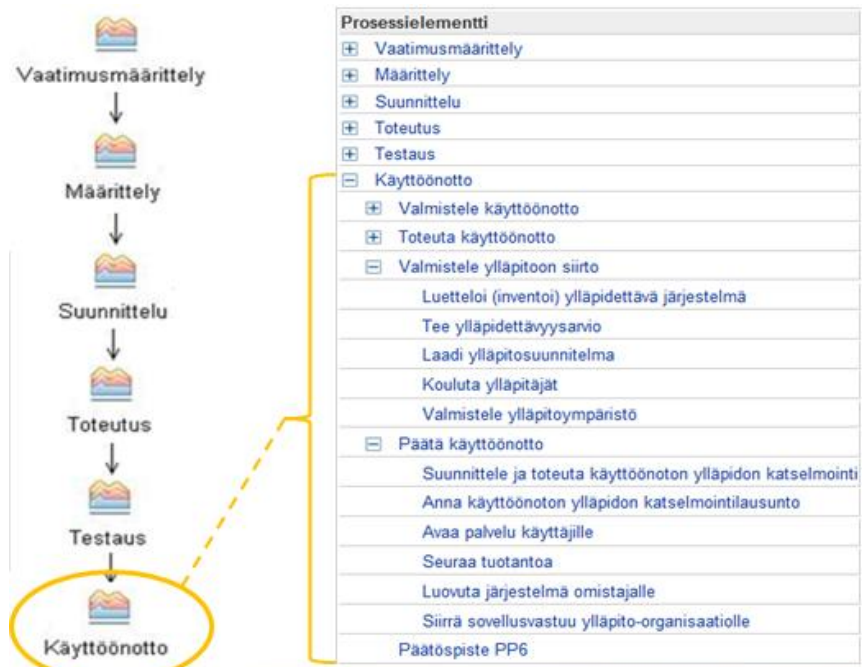 Vaatimusmäärittely
Määrittely
Suunnittelu
Toteutus
Testaus
Käyttöönotto
Prosessielementti
Vaatimusmäärittely
Määrittely
Suunnittelu
Toteutus
Testaus
Käyttöönotto
Valmistele käyttöönotto
Toteuta käyttöönotto
Valmistele ylläpitoon siirto
Luetteloi (inventoi) ylläpidettävä järjestelmä
Tee ylläpidettävyysarvio
Laadi ylläpitosuunnitelma
Kouluta ylläpitäjät
Valmistele ylläpitoympäristö
Päätä käyttöönotto
Suunnittele ja toteuta käyttöönoton ylläpidon katselmointi
Anna käyttöönoton ylläpidon katselmointilausunto
Avaa palvelu käyttäjille
Seuraa tuotantoa
Luovuta järjestelmä omistajalle
Siirrä sovellusvastuu ylläpito-organisaatiolle
Päätöspiste PP6